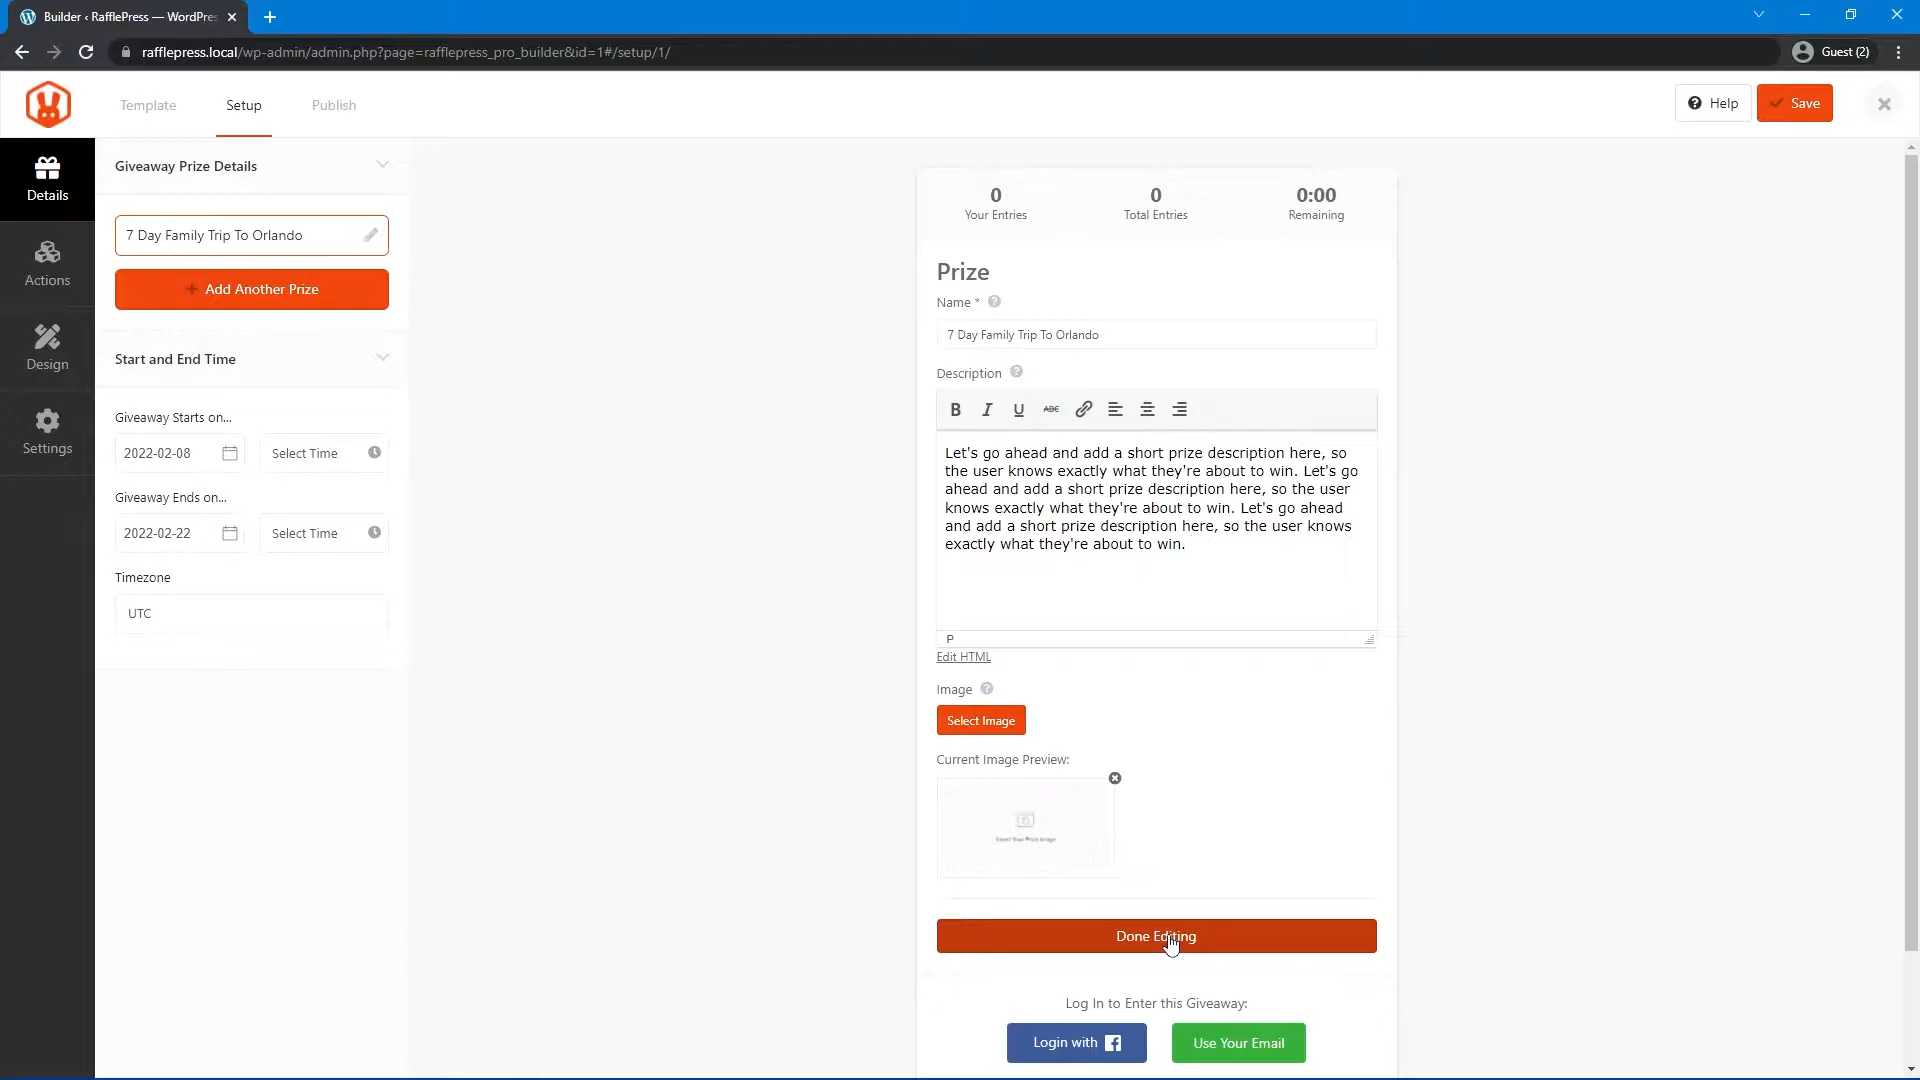 Builder ‹ RafflePress — WordPres
rafflepress.local/wp-admin/admin.php?page=rafflepress_pro_builder&id=1#/setup/1/
Guest (2)
Template
Setup
Publish
Help
Save
Details
Actions
Design
Settings
Giveaway Prize Details
7 Day Family Trip To Orlando
+ Add Another Prize
Start and End Time
Giveaway Starts on...
2022-02-08
Select Time
Giveaway Ends on...
2022-02-22
Select Time
Timezone
UTC
0
Your Entries
0
Total Entries
0:00
Remaining
Prize
Name *
7 Day Family Trip To Orlando
Description
B I U ABC
Let's go ahead and add a short prize description here, so
the user knows exactly what they're about to win. Let's go
ahead and add a short prize description here, so the user
knows exactly what they're about to win. Let's go ahead
and add a short prize description here, so the user knows
exactly what they're about to win.
P
Edit HTML
Image
Select Image
Current Image Preview:
Insert Your Prize Image
Done Editing
Log In to Enter this Giveaway:
Login with
Use Your Email